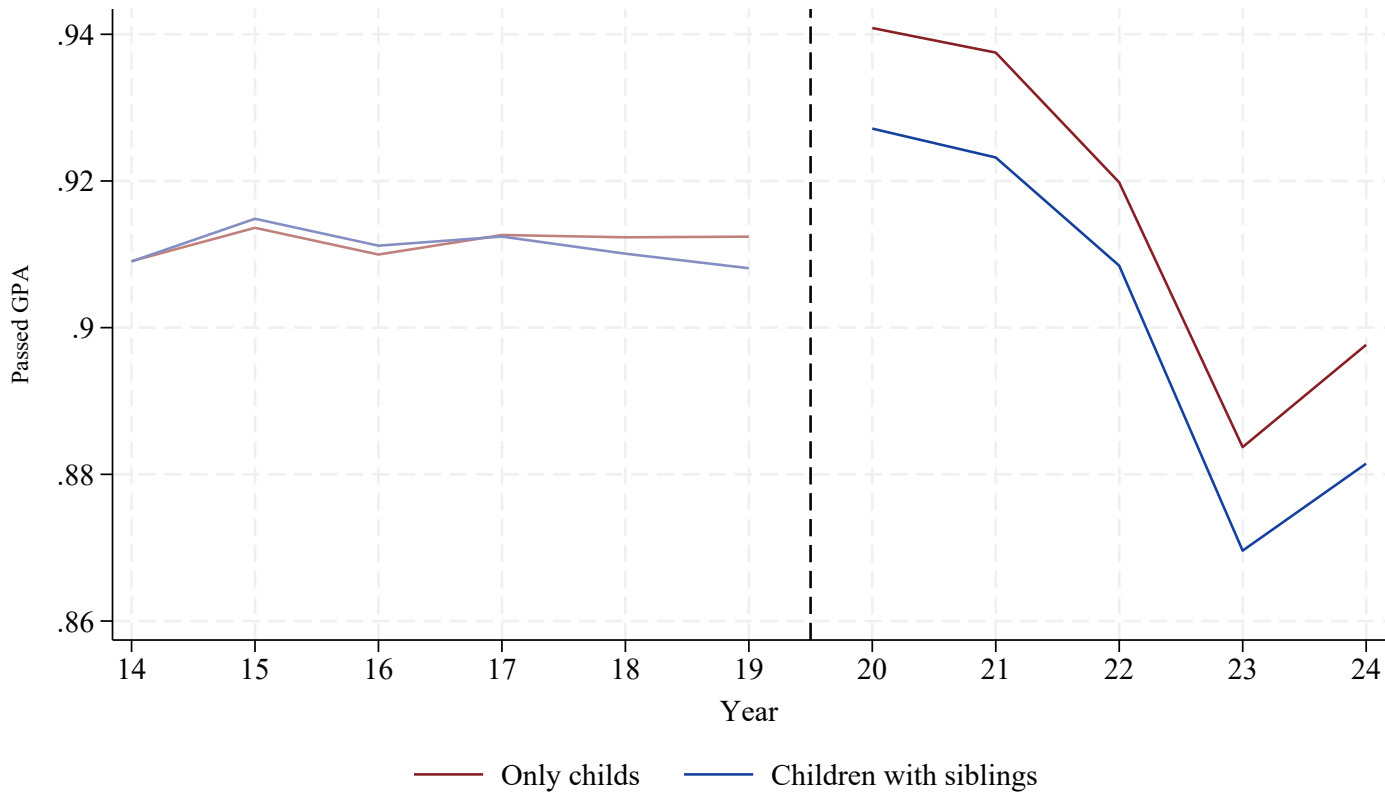 .94
.92
.9
.88
.86
Passed GPA
14 15 16 17 18 19 20 21 22 23 24
Year
Only childs Children with siblings